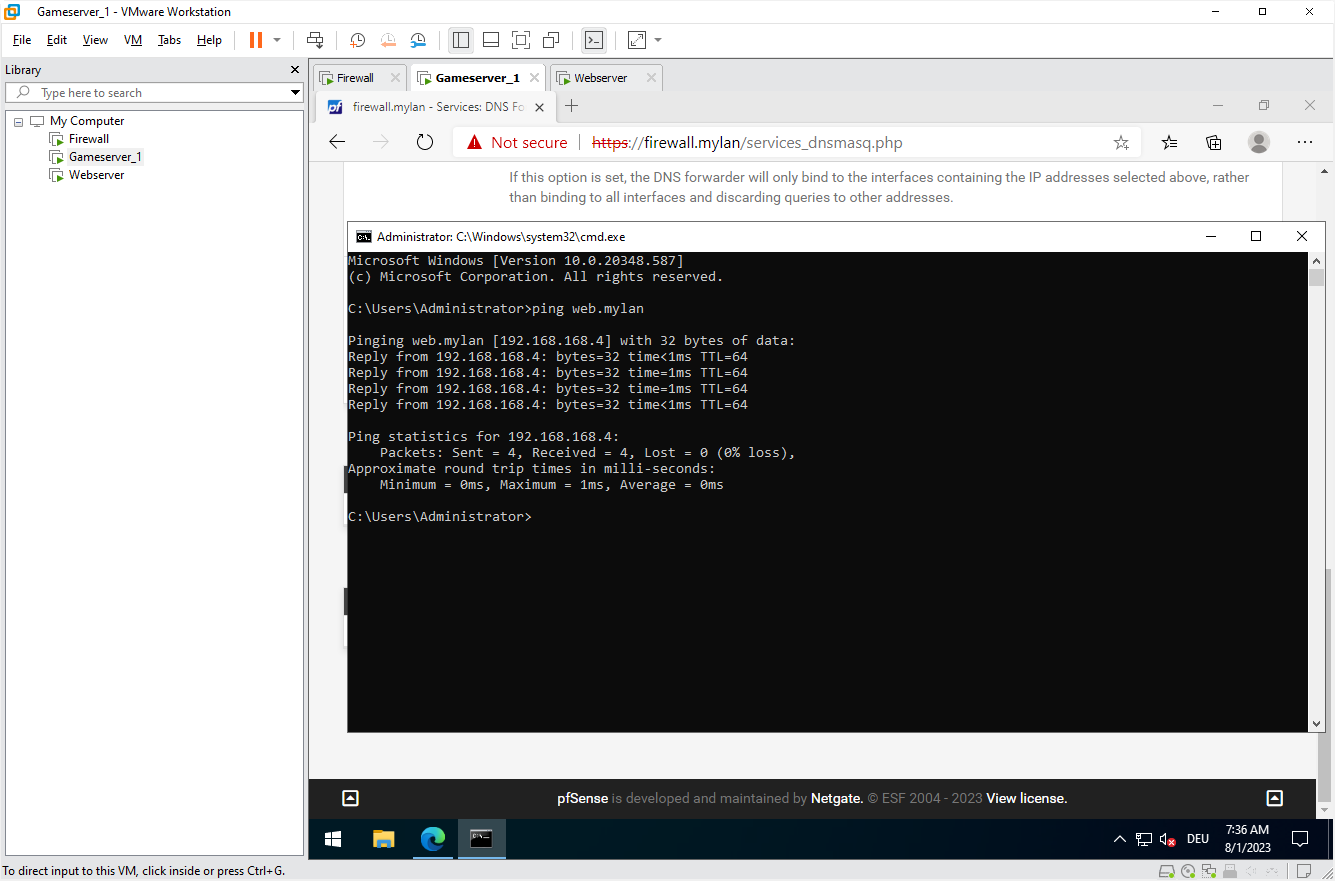 Gameserver_1 - VMware Workstation
File Edit View VM Tabs Help
Library
Type here to search
My Computer
Firewall
Gameserver_1
Webserver
Firewall Gameserver_1 Webserver
firewall.mylan - Services: DNS Fo
Not secure https://firewall.mylan/services_dnsmasq.php
If this option is set, the DNS forwarder will only bind to the interfaces containing the IP addresses selected above, rather
than binding to all interfaces and discarding queries to other addresses.
Administrator: C:\Windows\system32\cmd.exe
Microsoft Windows [Version 10.0.20348.587]
(c) Microsoft Corporation. All rights reserved.
C:\Users\Administrator>ping web.mylan
Pinging web.mylan [192.168.168.4] with 32 bytes of data:
Reply from 192.168.168.4: bytes=32 time<1ms TTL=64
Reply from 192.168.168.4: bytes=32 time=1ms TTL=64
Reply from 192.168.168.4: bytes=32 time=1ms TTL=64
Reply from 192.168.168.4: bytes=32 time<1ms TTL=64
Ping statistics for 192.168.168.4:
Packets: Sent = 4, Received = 4, Lost = 0 (0% loss),
Approximate round trip times in milli-seconds:
Minimum = 0ms, Maximum = 1ms, Average = 0ms
C:\Users\Administrator>
pfSense is developed and maintained by Netgate. © ESF 2004 - 2023 View license.
DEU
7:36 AM
8/1/2023
To direct input to this VM, click inside or press Ctrl+G.